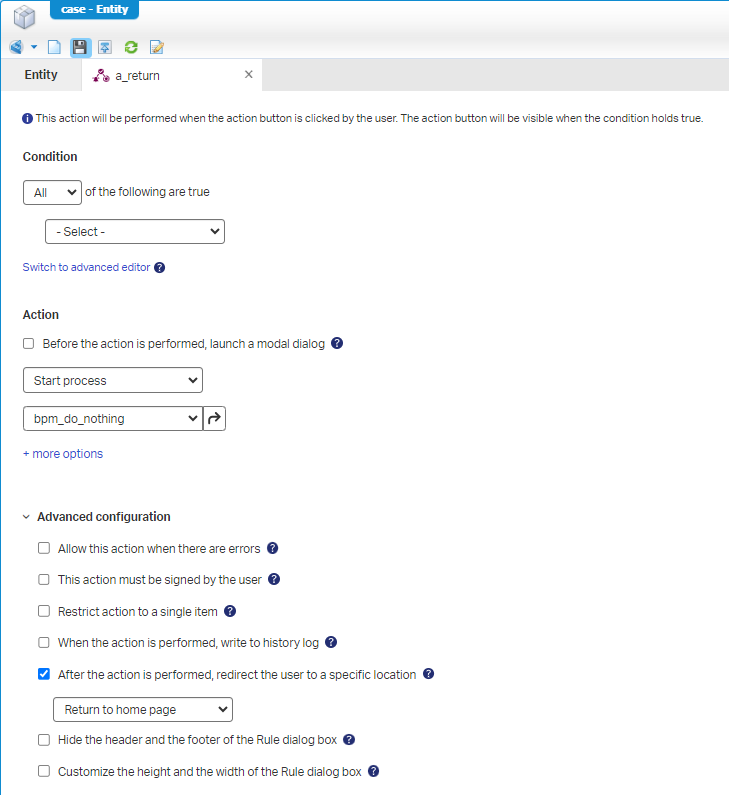 case - Entity
Entity
a_return
This action will be performed when the action button is clicked by the user. The action button will be visible when the condition holds true.
Condition
All of the following are true
- Select -
Switch to advanced editor
Action
Before the action is performed, launch a modal dialog
Start process
bpm_do_nothing
+ more options
Advanced configuration
Allow this action when there are errors
This action must be signed by the user
Restrict action to a single item
When the action is performed, write to history log
After the action is performed, redirect the user to a specific location
Return to home page
Hide the header and the footer of the Rule dialog box
Customize the height and the width of the Rule dialog box